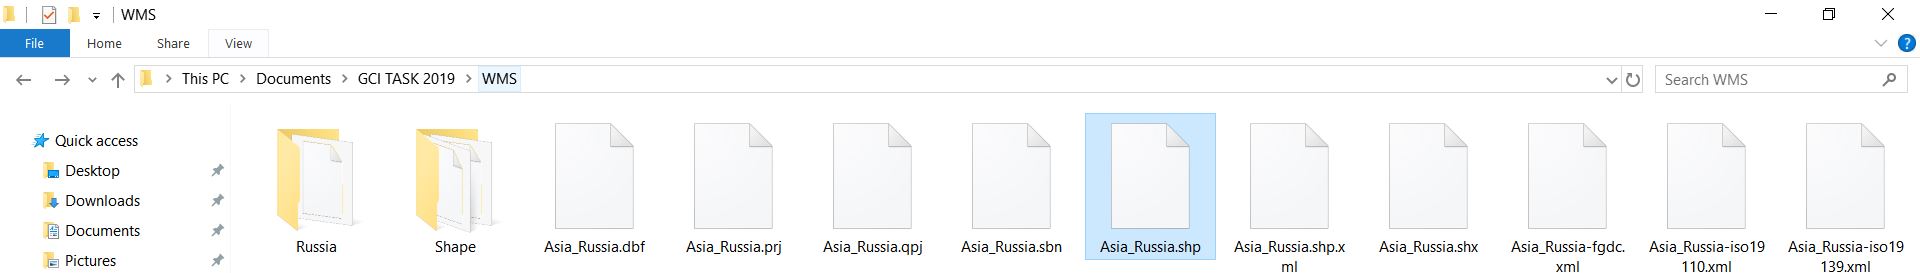 WMS
File Home Share View
This PC Documents GCI TASK 2019 WMS Search WMS
Quick access
Desktop
Downloads
Documents
Pictures
Russia Shape Asia_Russia.dbf Asia_Russia.prj Asia_Russia.qpj Asia_Russia.sbn Asia_Russia.shp Asia_Russia.shp.x Asia_Russia.shx Asia_Russia-fgdc. Asia_Russia-iso19 Asia_Russia-iso19
ml xml 110.xml 139.xml